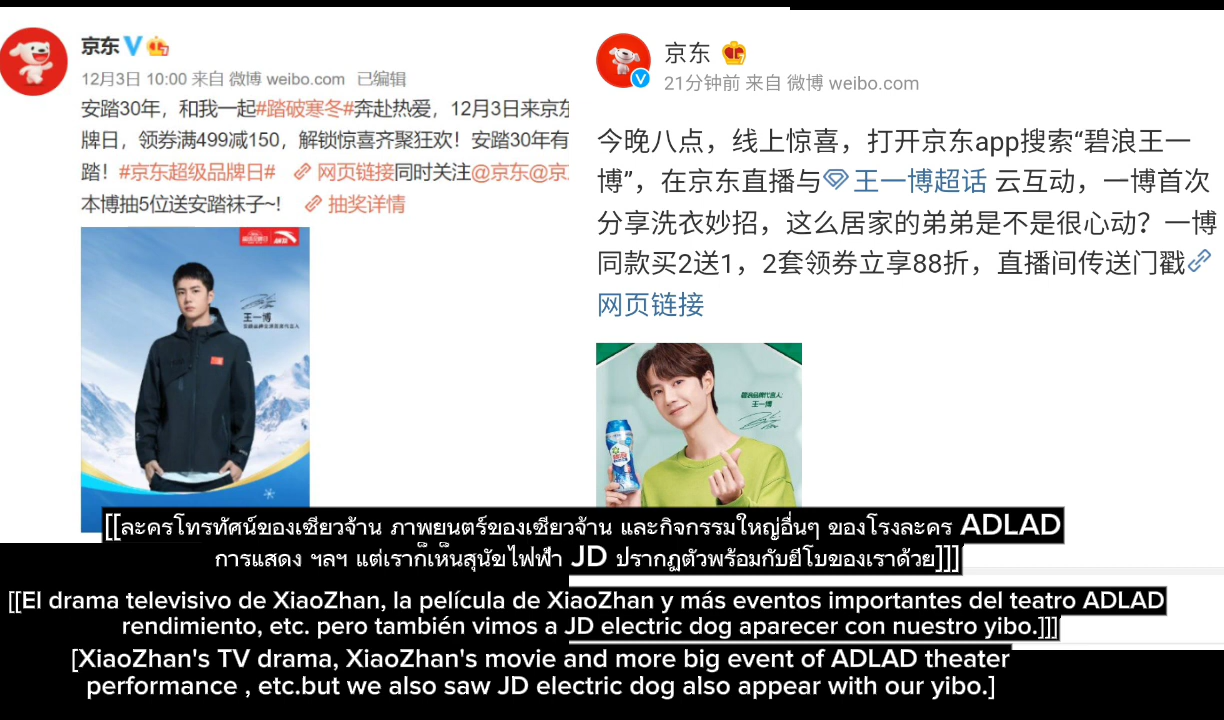 京东
12月3日 10:00 来自 微博 weibo.com 已编辑
安踏30年，和我一起#踏破寒冬#奔赴热爱，12月3日来京东
牌日，领券满499减150，解锁惊喜齐聚狂欢！安踏30年有
踏！#京东超级品牌日# 网页链接同时关注@京东@京
本博抽5位送安踏袜子~! 抽奖详情
王一博
京东
21分钟前 来自 微博 weibo.com
今晚八点，线上惊喜，打开京东app搜索“碧浪王一
博”，在京东直播与王一博超话 云互动，一博首次
分享洗衣妙招，这么居家的弟弟是不是很心动？一博
同款买2送1，2套领券立享88折，直播间传送门戳
网页链接
碧浪品牌代言人
王一博
[[ละครโทรทัศน์ของเซียวจ้าน ภาพยนตร์ของเซียวจ้าน และกิจกรรมใหญ่อื่นๆ ของโรงละคร ADLAD
การแสดง ฯลฯ แต่เราก็เห็นสุนัขไฟฟ้า JD ปรากฏตัวพร้อมกับยีโบของเราด้วย]]]
[[El drama televisivo de XiaoZhan, la película de XiaoZhan y más eventos importantes del teatro ADLAD
rendimiento, etc. pero también vimos a JD electric dog aparecer con nuestro yibo.]]]
[XiaoZhan's TV drama, XiaoZhan's movie and more big event of ADLAD theater
performance , etc.but we also saw JD electric dog also appear with our yibo.]